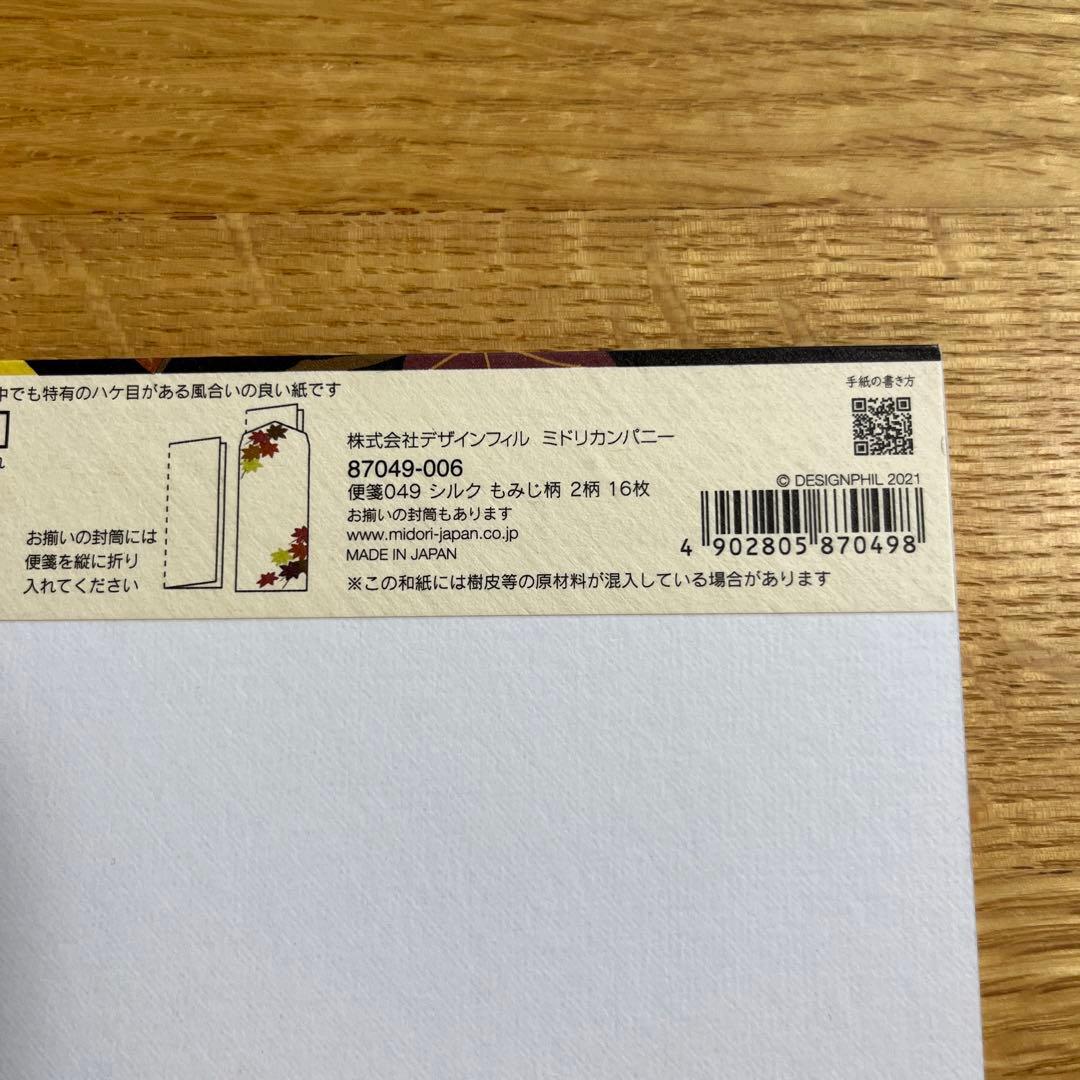 中でも特有のハケ目がある風合いの良い紙です
お揃いの封筒には
便箋を縦に折り
入れてください
株式会社デザインフィル ミドリカンパニー
87049-006
便箋049 シルク もみじ柄 2柄 16枚
お揃いの封筒もあります
www.midori-japan.co.jp
MADE IN JAPAN
※この和紙には樹皮等の原材料が混入している場合があります
手紙の書き方
© DESIGNPHIL 2021
4 902805 870498